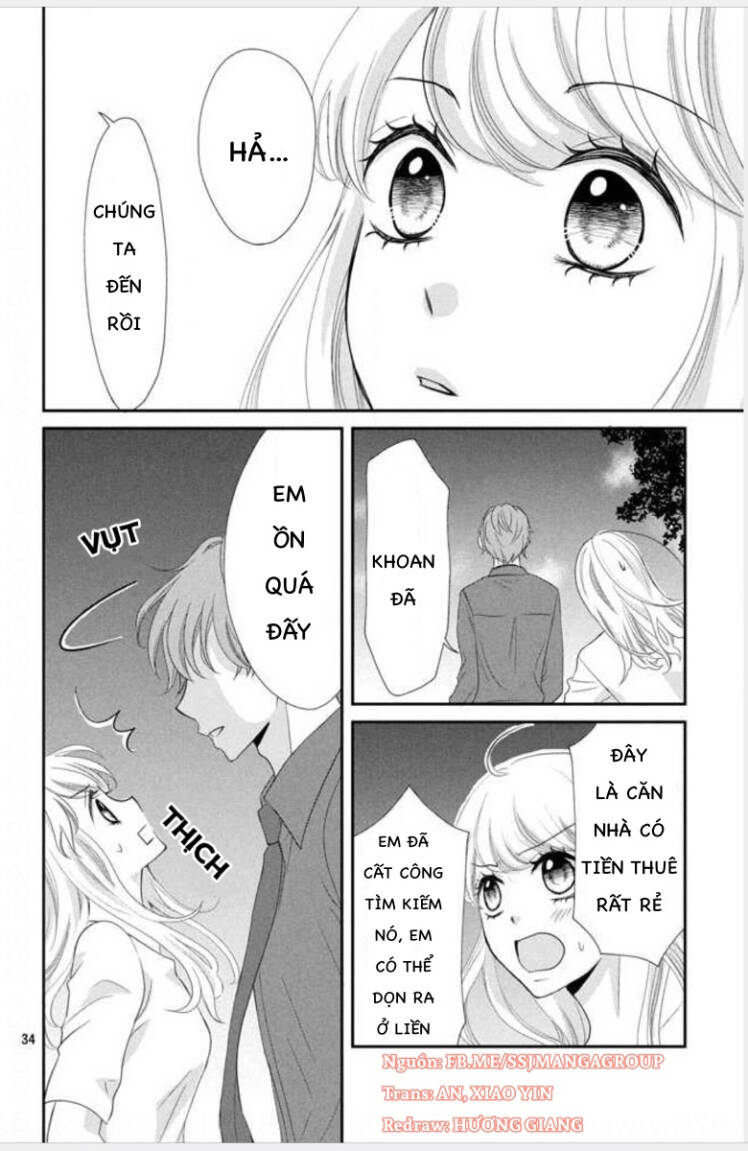 HẢ...
CHÚNG
TA
ĐẾN
RỒI
KHOAN
ĐÃ
ĐÂY
LÀ CĂN
NHÀ CÓ
TIỀN THUÊ
RẤT RẺ
EM ĐÃ
CẤT CÔNG
TÌM KIẾM
NÓ, EM
CÓ THỂ
DỌN RA
Ở LIỀN
EM
ỒN
QUÁ
ĐẤY
VỤT
THỊCH
34
Nguồn: FB.ME/SSJMANGAGROUP
Trans: AN, XIAO YIN
Redraw: HƯƠNG GIANG